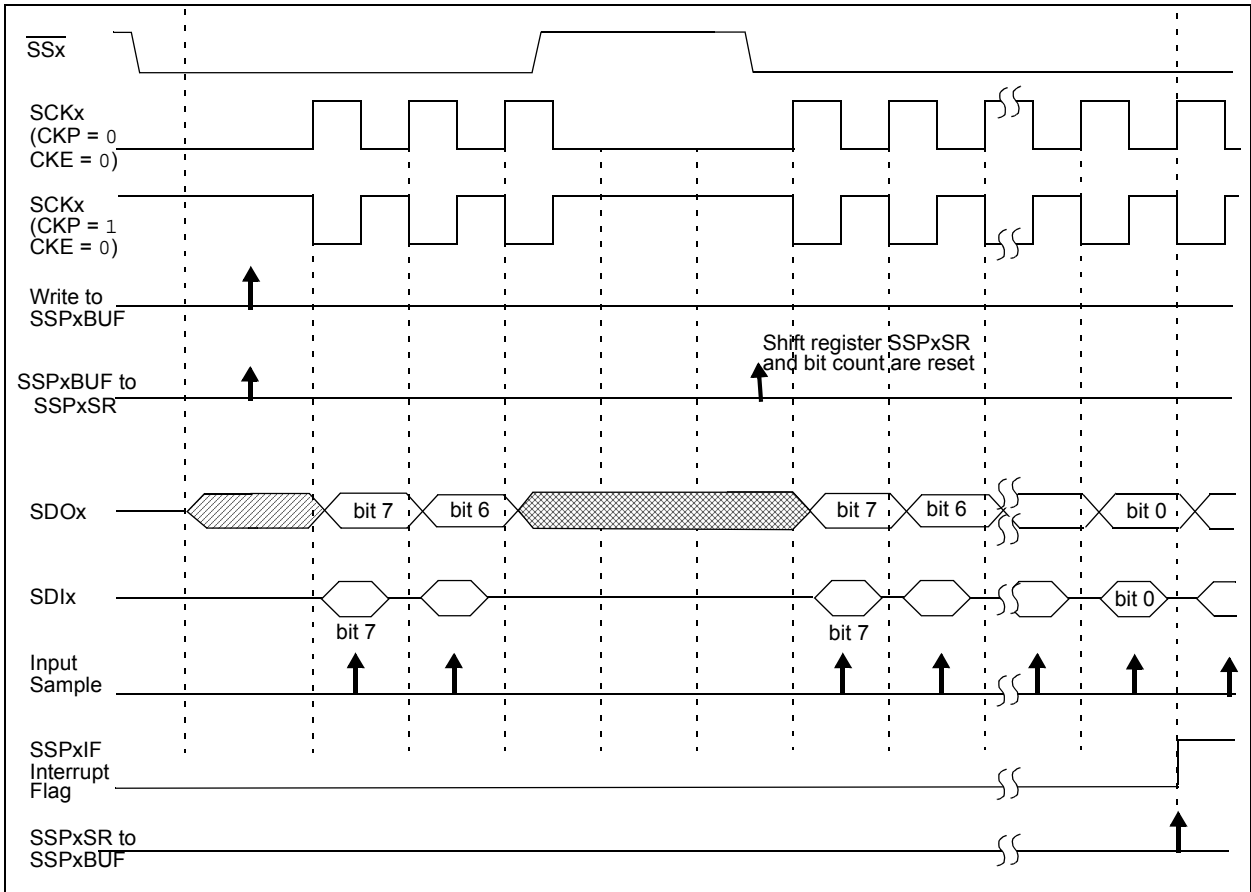 SSx
SCKx
(CKP = 0
CKE = 0)
SCKx
(CKP = 1
CKE = 0)
Write to
SSPxBUF
Shift register SSPxSR
and bit count are reset
SSPxBUF to
SSPxSR
SDOx
bit 7
bit 6
bit 7
bit 6
bit 0
SDIx
bit 0
bit 7
bit 7
Input
Sample
SSPxIF
Interrupt
Flag
SSPxSR to
SSPxBUF